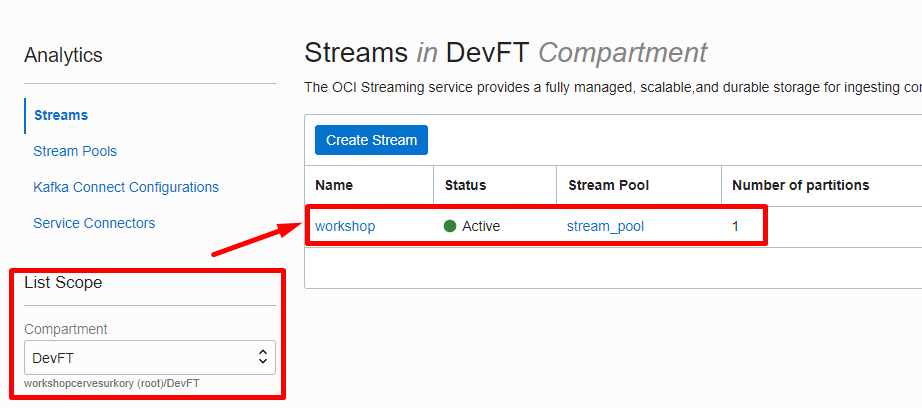 Analytics
Streams
Stream Pools
Kafka Connect Configurations
Service Connectors
List Scope
Compartment
DevFT
workshopcervesurkory (root)/DevFT
Streams in DevFT Compartment
The OCI Streaming service provides a fully managed, scalable,and durable storage for ingesting con
Create Stream
Name Status Stream Pool Number of partitions
workshop Active stream_pool 1